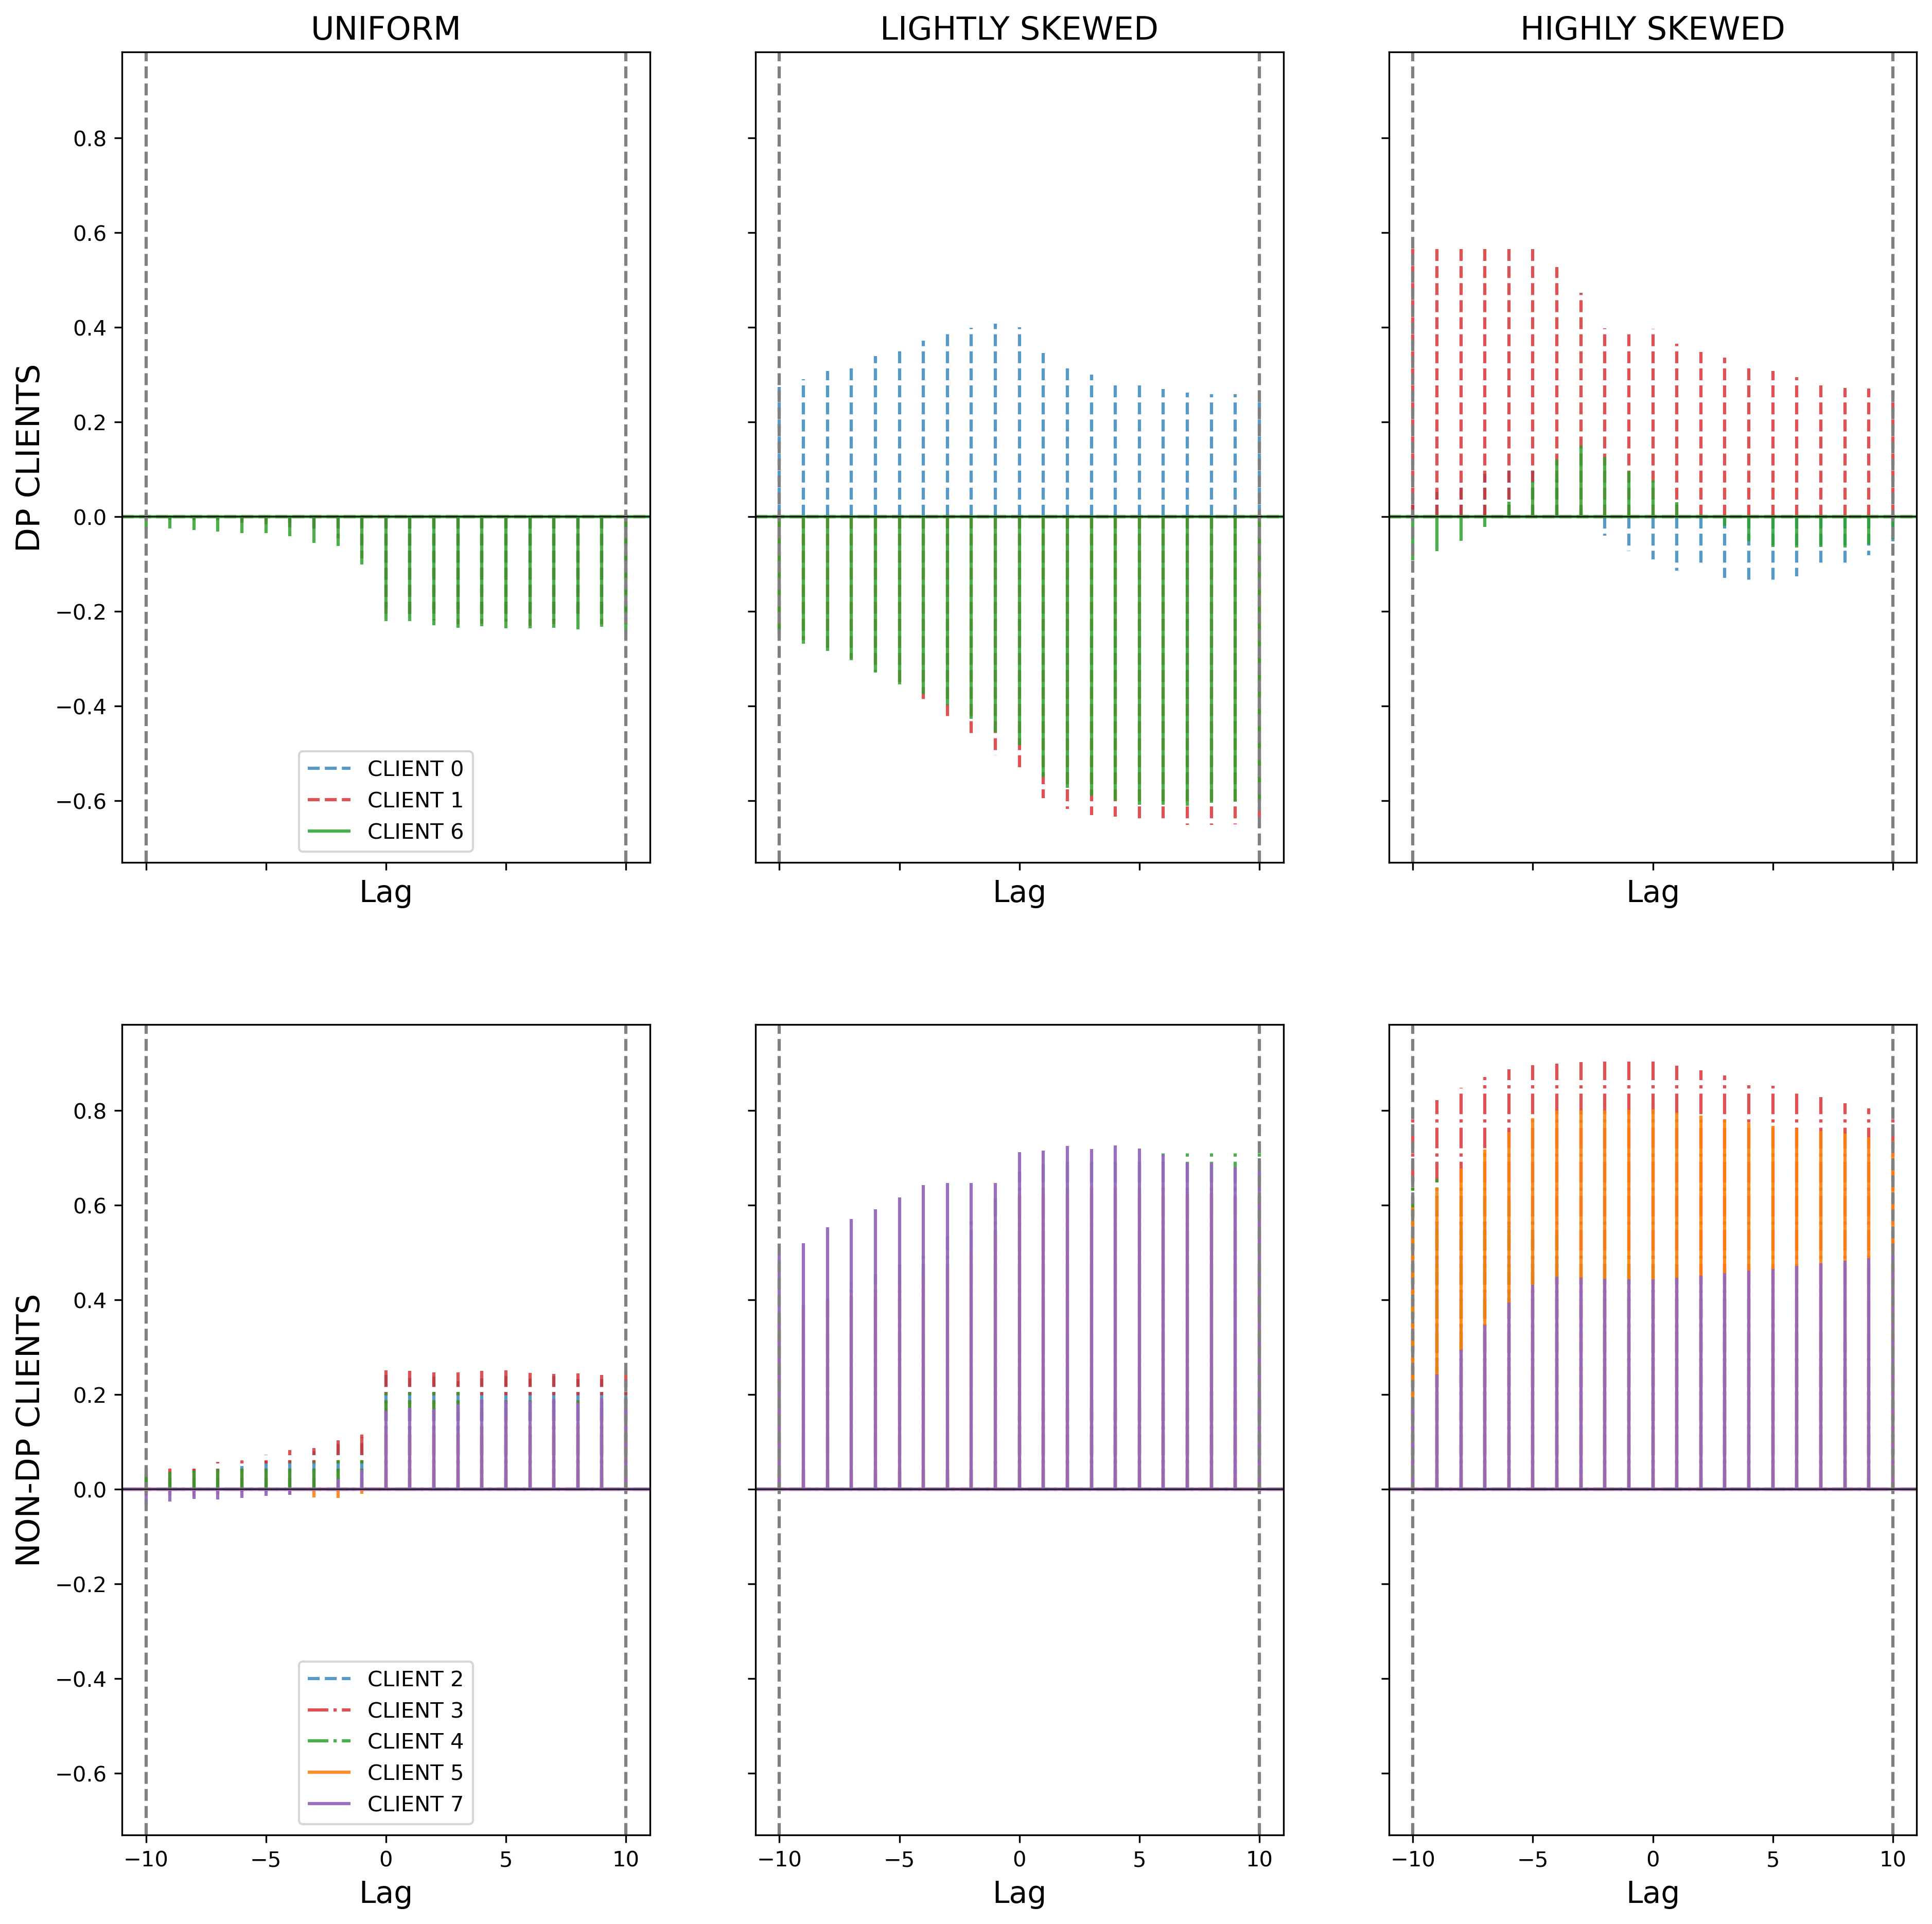 UNIFORM
LIGHTLY SKEWED
HIGHLY SKEWED
DP CLIENTS
0.8
0.6
0.4
0.2
0.0
−0.2
−0.4
−0.6
CLIENT 0
CLIENT 1
CLIENT 6
Lag
Lag
Lag
NON-DP CLIENTS
0.8
0.6
0.4
0.2
0.0
−0.2
−0.4
−0.6
CLIENT 2
CLIENT 3
CLIENT 4
CLIENT 5
CLIENT 7
−10 −5 0 5 10
−10 −5 0 5 10
−10 −5 0 5 10
Lag
Lag
Lag